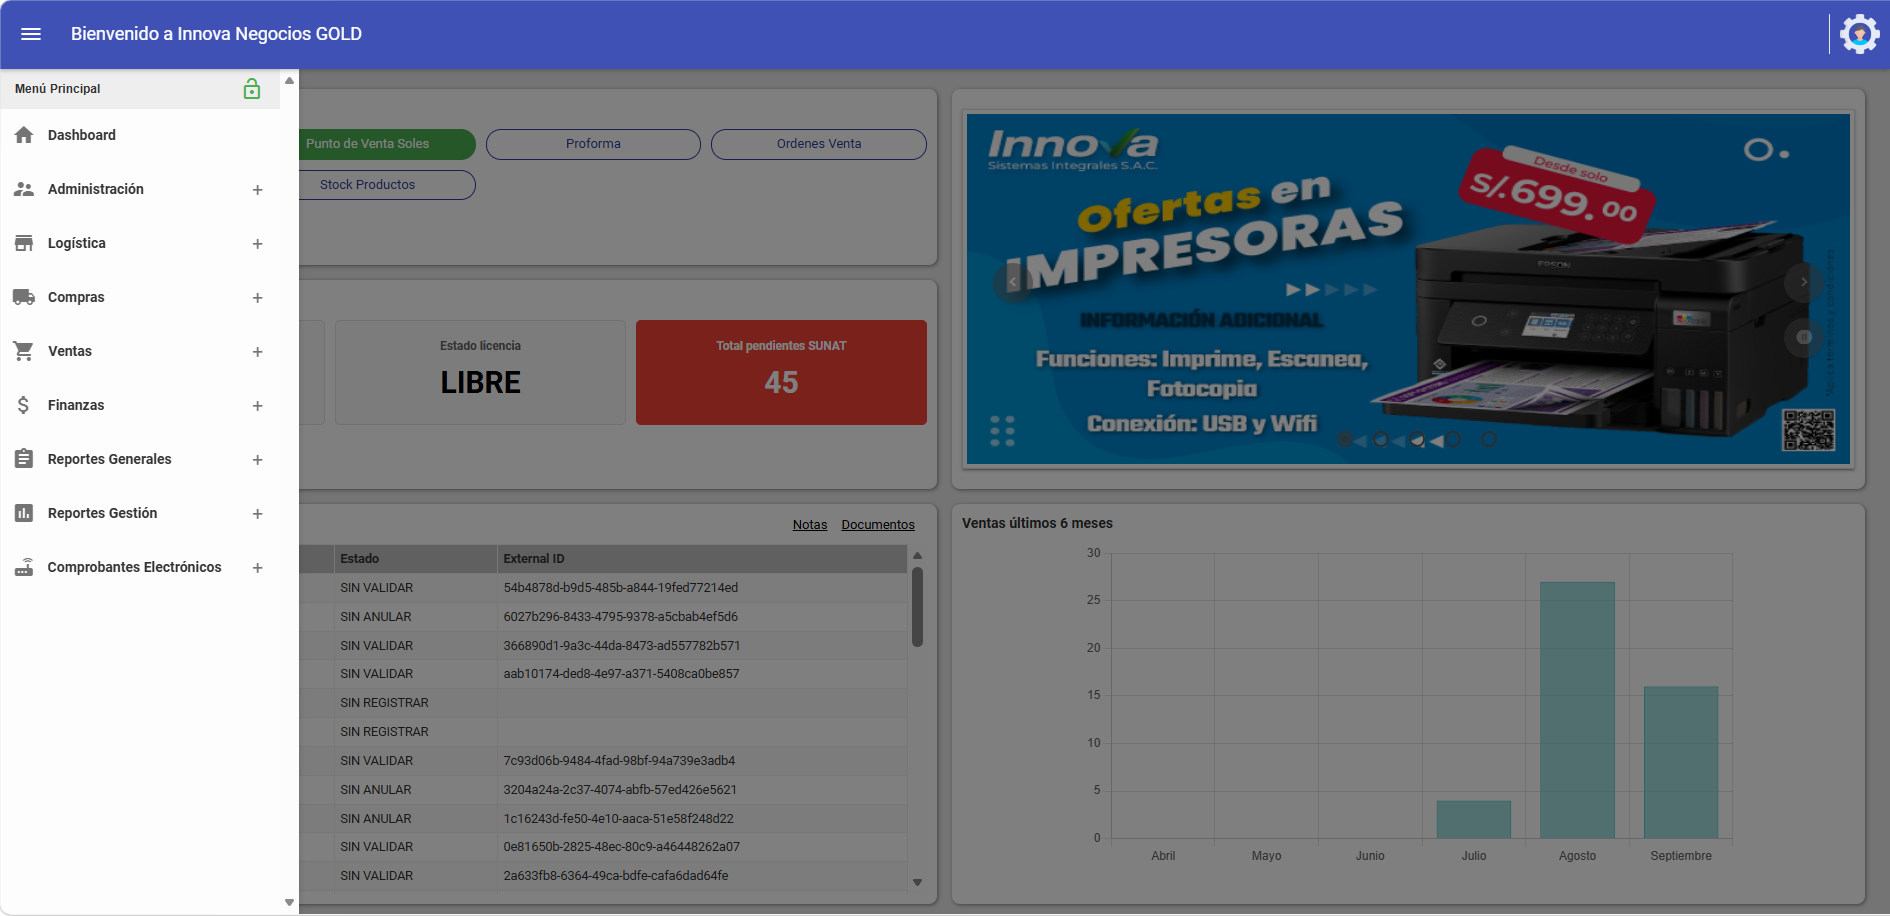 Bienvenido a Innova Negocios GOLD
Menú Principal
Dashboard
Administración +
Logística +
Compras +
Ventas +
Finanzas +
Reportes Generales +
Reportes Gestión +
Comprobantes Electrónicos +
Punto de Venta Soles
Proforma
Ordenes Venta
Stock Productos
Estado licencia
LIBRE
Total pendientes SUNAT
45
Innova
Sistemas Integrales S.A.C.
Ofertas en
IMPRESORAS
Desde solo
S/.699.00
EPSON
INFORMACIÓN ADICIONAL
Funciones: Imprime, Escanea,
Fotocopia
Conexión: USB y Wifi
Notas Documentos
Estado External ID
SIN VALIDAR 54b4878d-b9d5-485b-a844-19fed77214ed
SIN ANULAR 6027b296-8433-4795-9378-a5cbab4ef5d6
SIN VALIDAR 366890d1-9a3c-44da-8473-ad557782b571
SIN VALIDAR aab10174-ded8-4e97-a371-5408ca0be857
SIN REGISTRAR
SIN REGISTRAR
SIN VALIDAR 7c93d06b-9484-4fad-98bf-94a739e3adb4
SIN ANULAR 3204a24a-2c37-4074-abfb-57ed426e5621
SIN ANULAR 1c16243d-fe50-4e10-aaca-51e58f248d22
SIN VALIDAR 0e81650b-2825-48ec-80c9-a46448262a07
SIN VALIDAR 2a633fb8-6364-49ca-bdfe-cafa6dad64fe
Ventas últimos 6 meses
30
25
20
15
10
5
0
Abril Mayo Junio Julio Agosto Septiembre